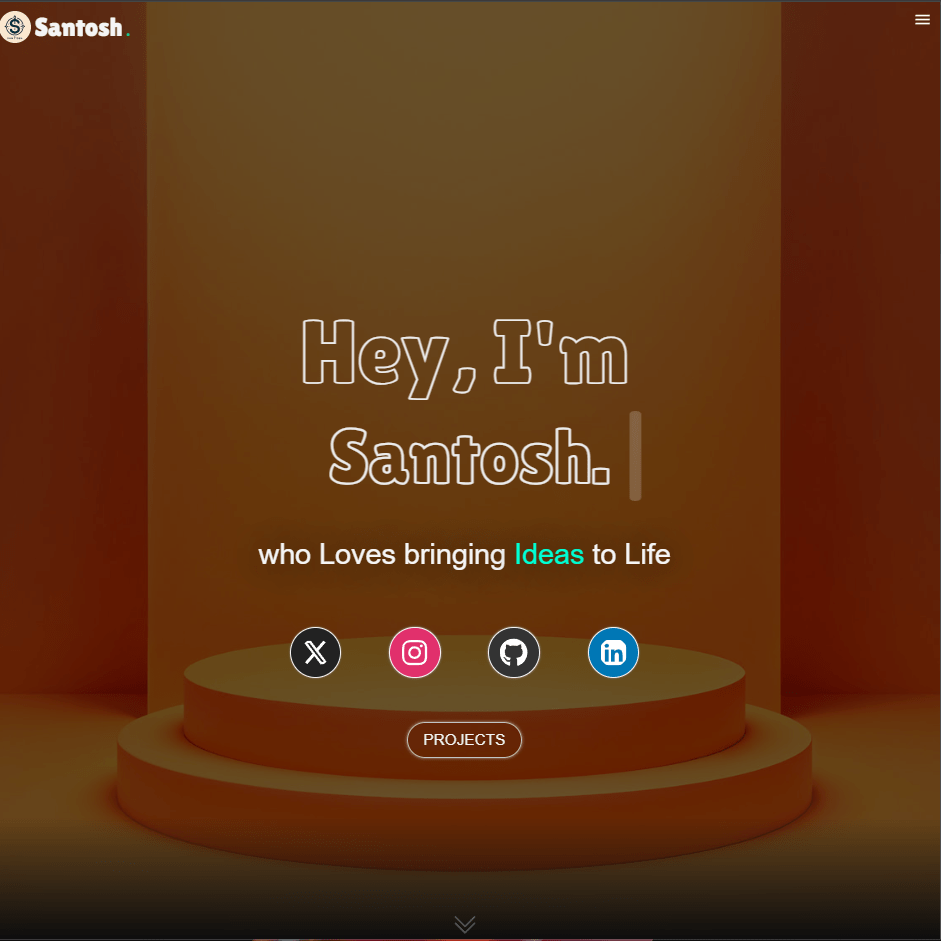 Santosh.
Hey, I'm
Santosh.
who Loves bringing Ideas to Life
PROJECTS